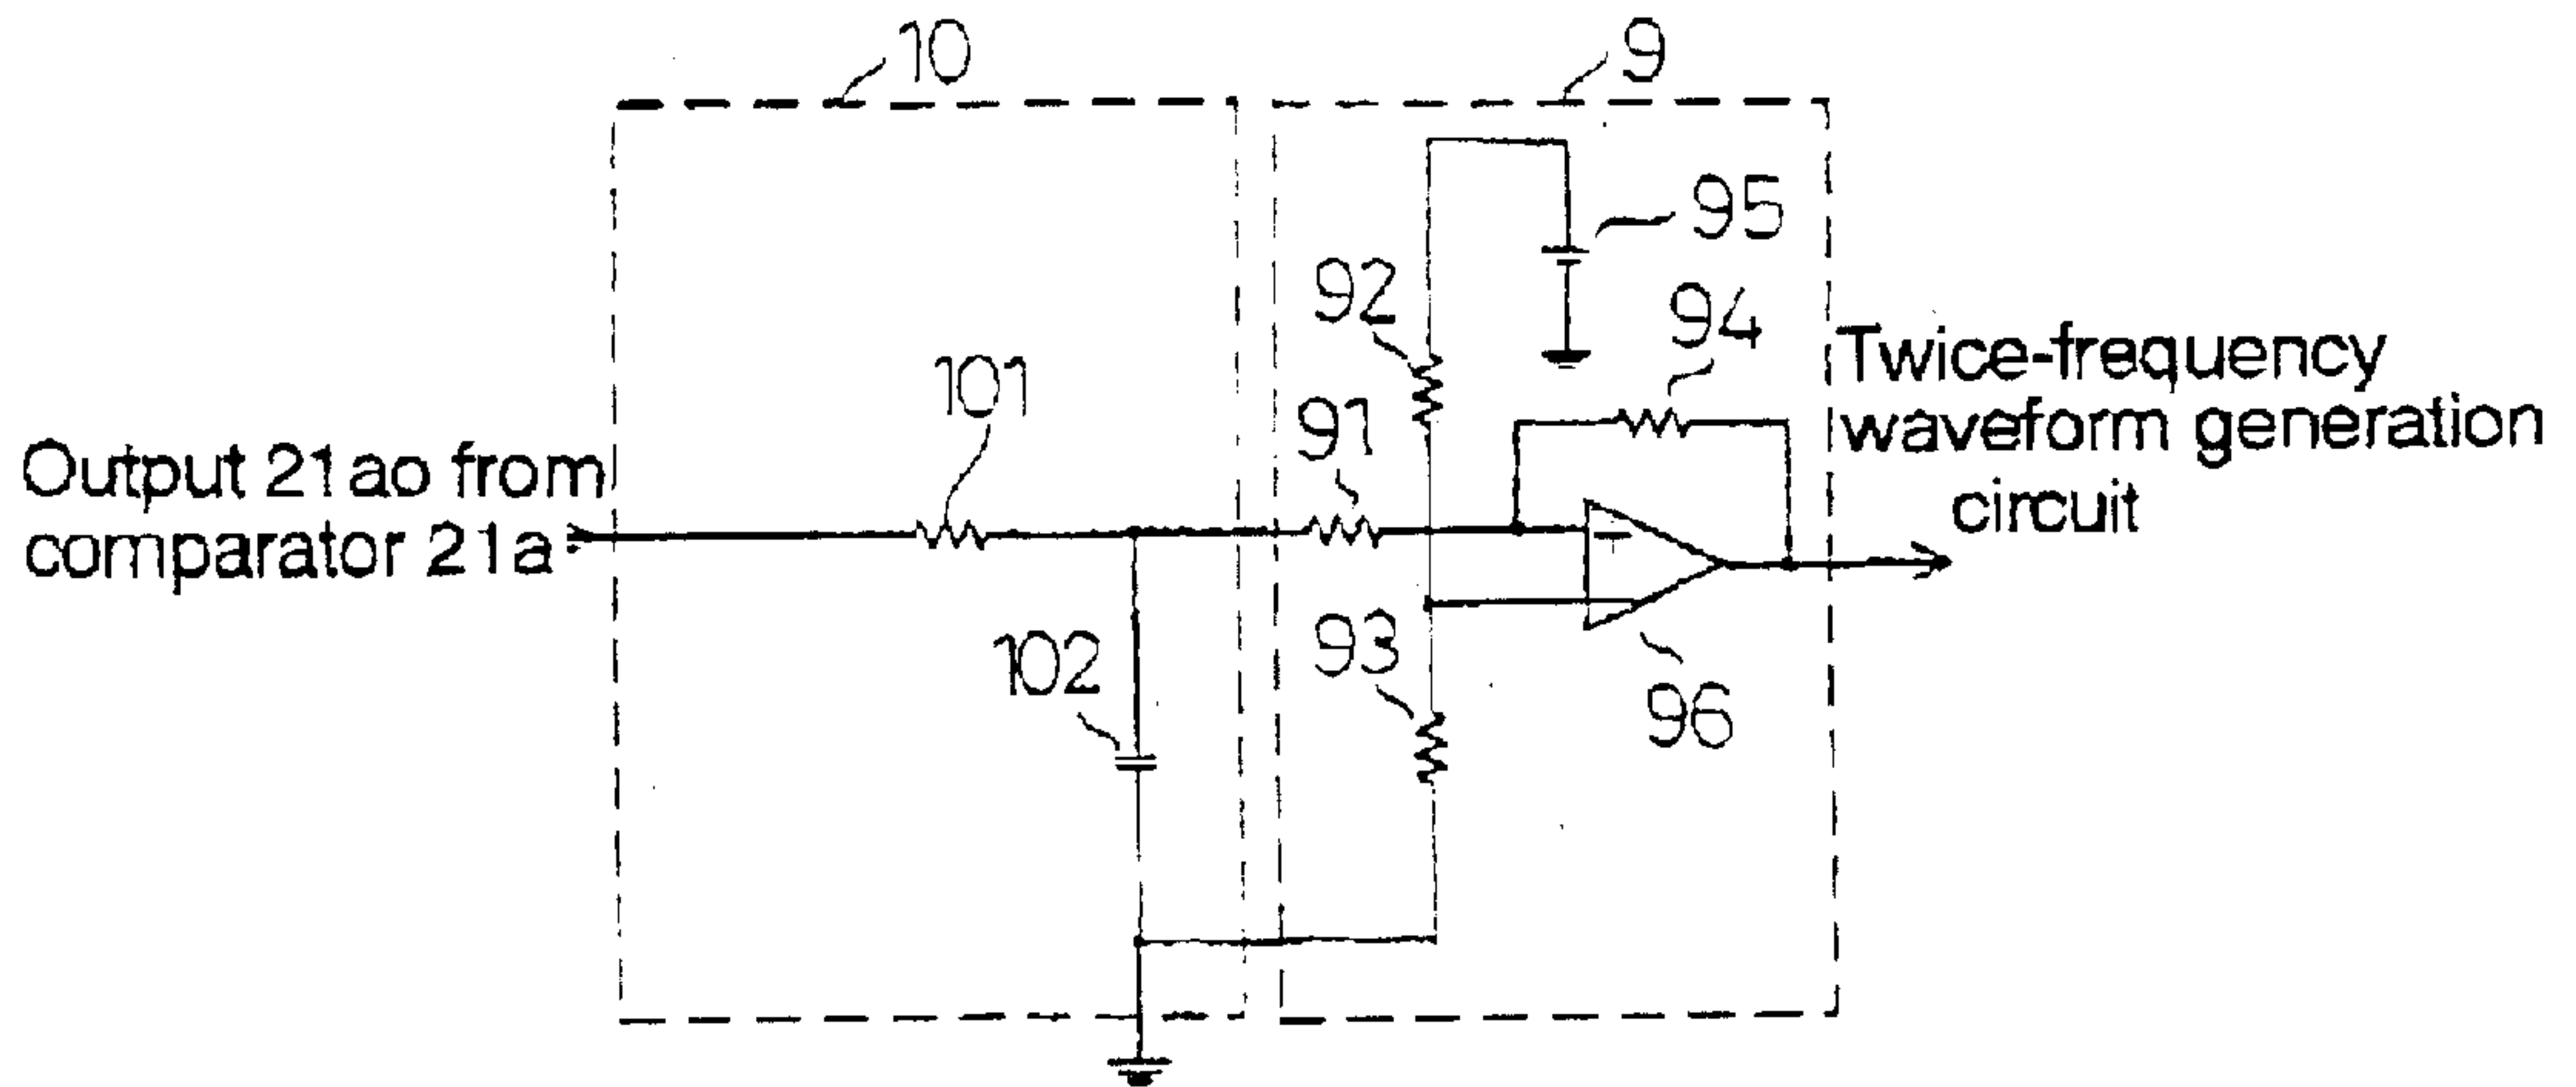 10
9
95
92
94
Twice-frequency
waveform generation
circuit
101
91
Output 21ao from
comparator 21a
102
93
96